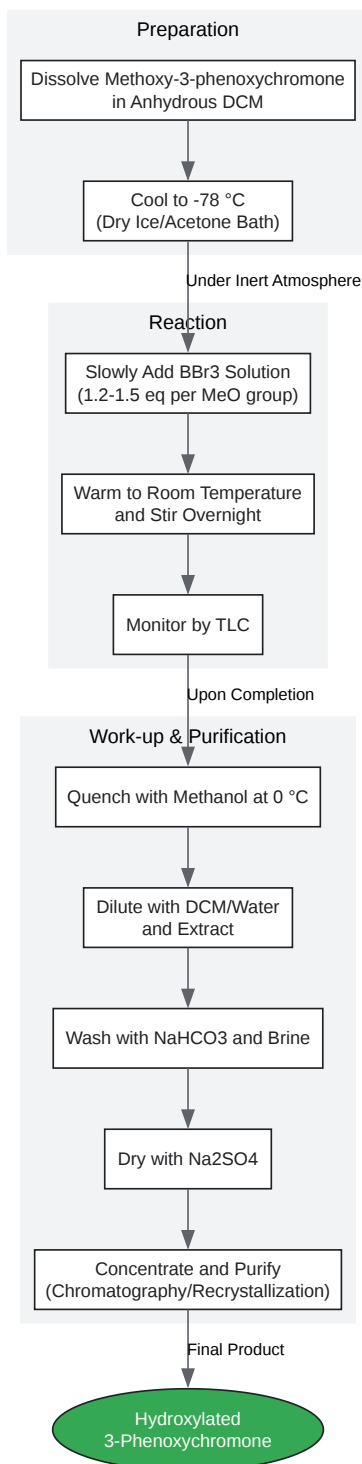 Preparation
Dissolve Methoxy-3-phenoxychromone
in Anhydrous DCM
Cool to -78 °C
(Dry Ice/Acetone Bath)
Under Inert Atmosphere
Reaction
Slowly Add BBr3 Solution
(1.2-1.5 eq per MeO group)
Warm to Room Temperature
and Stir Overnight
Monitor by TLC
Upon Completion
Work-up & Purification
Quench with Methanol at 0 °C
Dilute with DCM/Water
and Extract
Wash with NaHCO3 and Brine
Dry with Na2SO4
Concentrate and Purify
(Chromatography/Recrystallization)
Final Product
Hydroxylated
3-Phenoxychromone